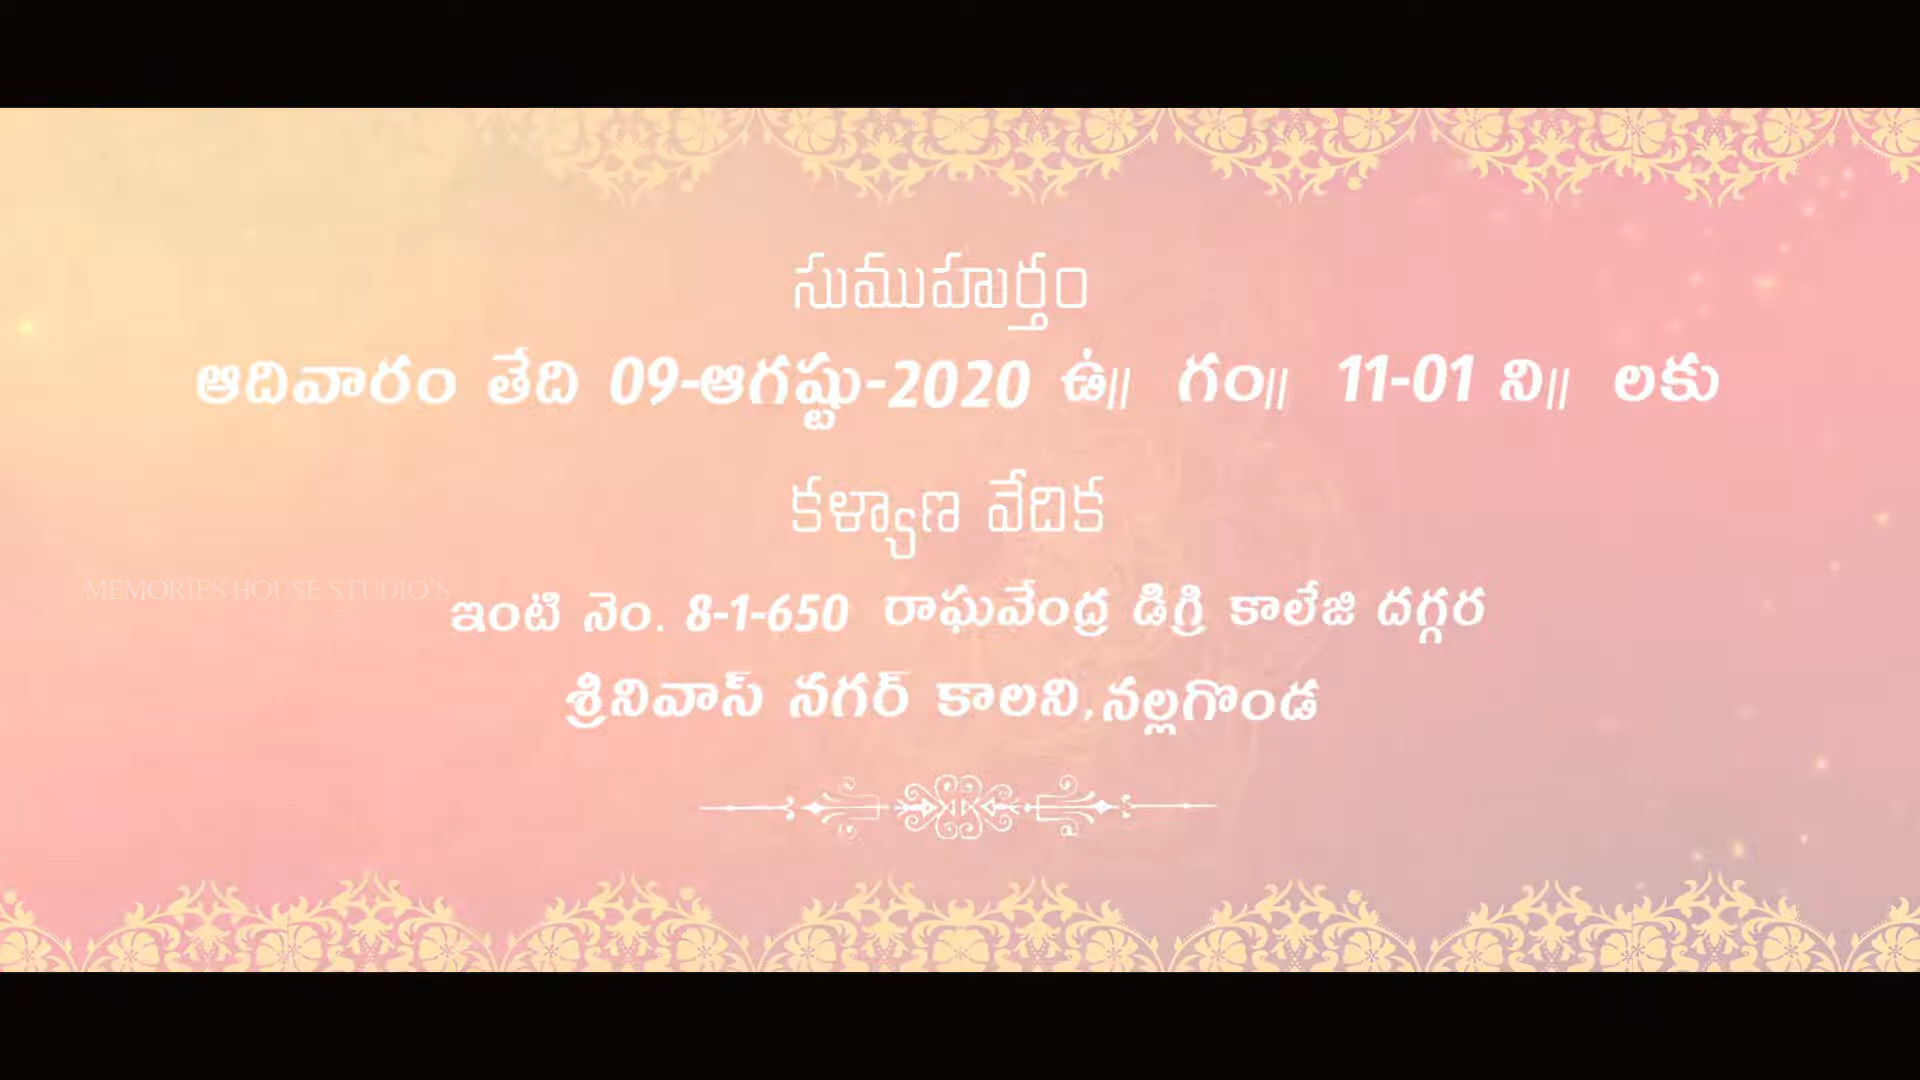 సుముహుర్తం
ఆదివారం తేది 09-ఆగష్టు-2020 ఉ॥ గం॥ 11-01 ని॥ లకు
కళ్యాణ వేదిక
MEMORIES HOUSE STUDIO'S
ఇంటి నెం. 8-1-650 రాఘవేంద్ర డిగ్రి కాలేజి దగ్గర
శ్రీనివాస్ నగర్ కాలని, నల్లగొండ